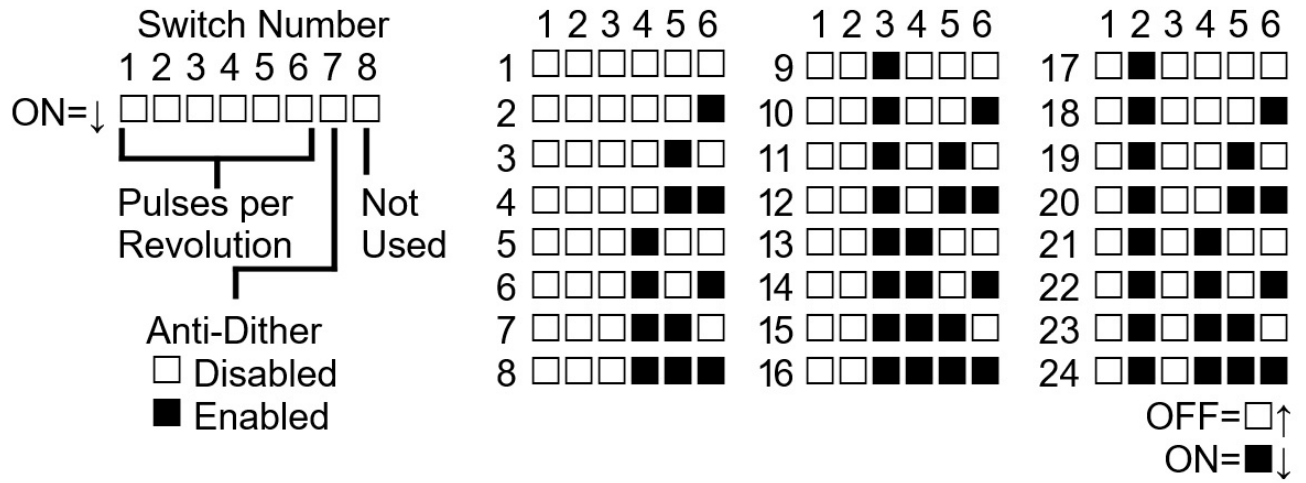 Switch Number
1 2 3 4 5 6 7 8
ON=↓ □□□□□□□□
Pulses per
Revolution
Not
Used
Anti-Dither
□ Disabled
■ Enabled
1 2 3 4 5 6
1 □□□□□□
2 □□□□□■
3 □□□□■□
4 □□□□■■
5 □□□■□□
6 □□□■□■
7 □□□■■□
8 □□□■■■
1 2 3 4 5 6
9 □□■□□□
10 □□■□□■
11 □□■□■□
12 □□■□■■
13 □□■■□□
14 □□■■□■
15 □□■■■□
16 □□■■■■
1 2 3 4 5 6
17 □■□□□□
18 □■□□□■
19 □■□□■□
20 □■□□■■
21 □■□■□□
22 □■□■□■
23 □■□■■□
24 □■□■■■
OFF=□↑
ON=■↓